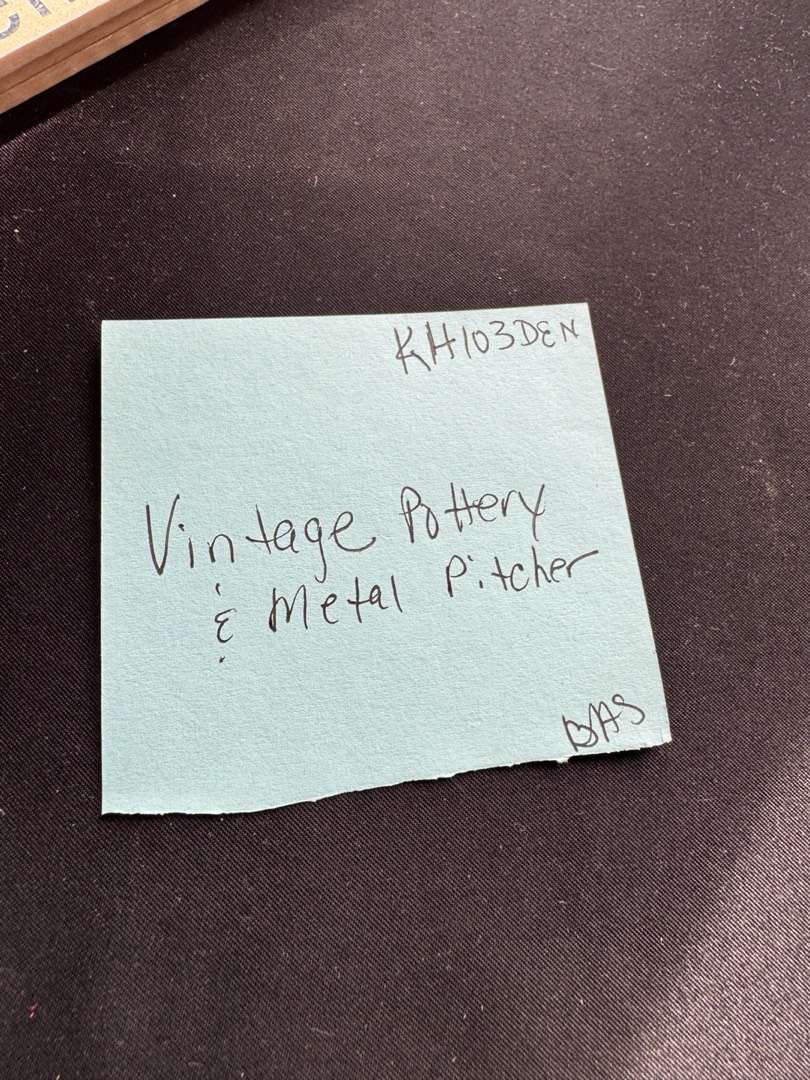 KH103DEN
Vintage Pottery
& Metal Pitcher
BAS